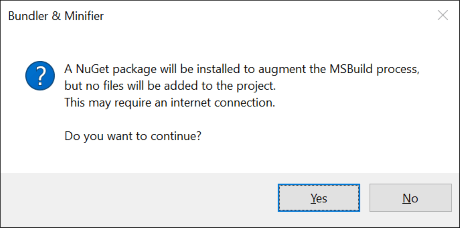 Bundler & Minifier
A NuGet package will be installed to augment the MSBuild process,
but no files will be added to the project.
This may require an internet connection.
Do you want to continue?
Yes
No